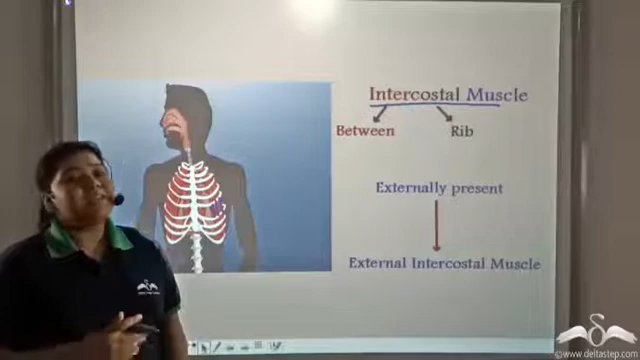 Intercostal Muscle
Between
Rib
Externally present
External Intercostal Muscle
©www.deltastep.com